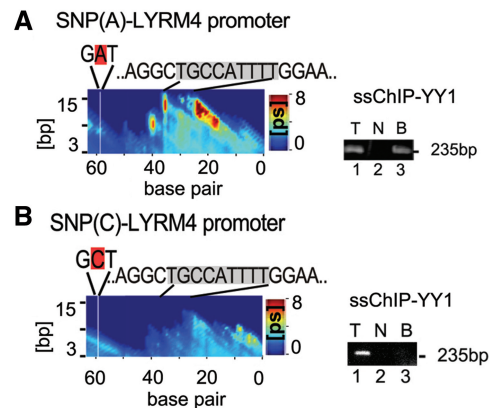 A
SNP(A)-LYRM4 promoter
GAT
..AGGCTGCCATTTTGGAA..
[bp]
15
3
60 40 20 0
base pair
8
[ps]
0
ssChIP-YY1
T N B
235bp
1 2 3
B
SNP(C)-LYRM4 promoter
GCT
..AGGCTGCCATTTTGGAA..
[bp]
15
3
60 40 20 0
base pair
8
[ps]
0
ssChIP-YY1
T N B
235bp
1 2 3